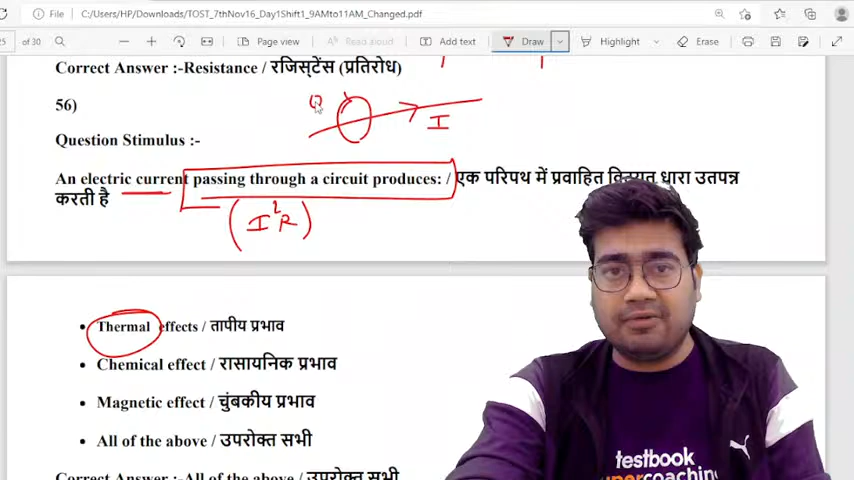 File
C:/Users/HP/Downloads/TOST_7thNov16_Day1Shift1_9AMto11AM_Changed.pdf
25 of 30
Page view
Read aloud
Add text
Draw
Highlight
Erase
Correct Answer :-Resistance / रजिस्टेंस (प्रतिरोध)
56)
I
Question Stimulus :-
An electric current passing through a circuit produces: / एक परिपथ में प्रवाहित विद्युत धारा उतपन्न
करती है
(I²R)
• Thermal effects / तापीय प्रभाव
• Chemical effect / रासायनिक प्रभाव
• Magnetic effect / चुंबकीय प्रभाव
• All of the above / उपरोक्त सभी
Correct Answer :-All of the above / उपरोक्त सभी
testbook
supercoaching